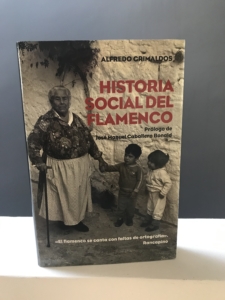 ALFREDO GRIMALDOS
HISTORIA
SOCIAL DEL
FLAMENCO
Prólogo de
José Manuel Caballero Bonald
«El flamenco se canta con faltas de ortografía».
Rancapino